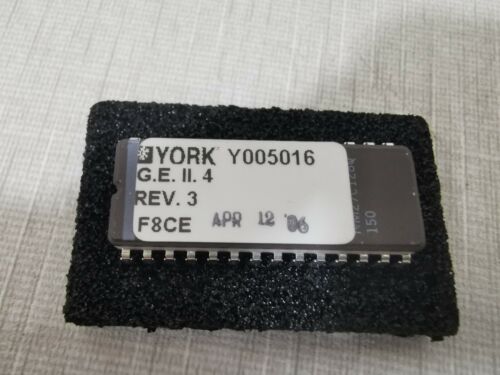 YORK Y005016
G.E. II. 4
REV. 3
F8CE APR 12 '06
150